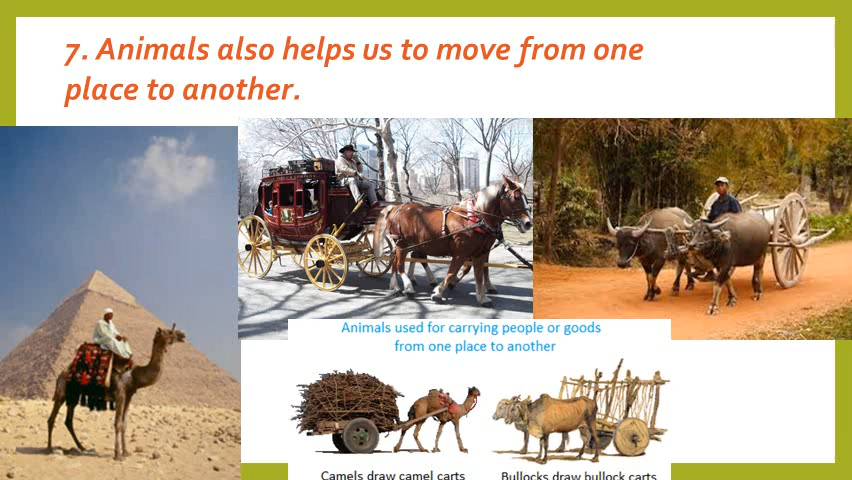 7. Animals also helps us to move from one
place to another.
Animals used for carrying people or goods
from one place to another
Camels draw camel carts
Bullocks draw bullock carts